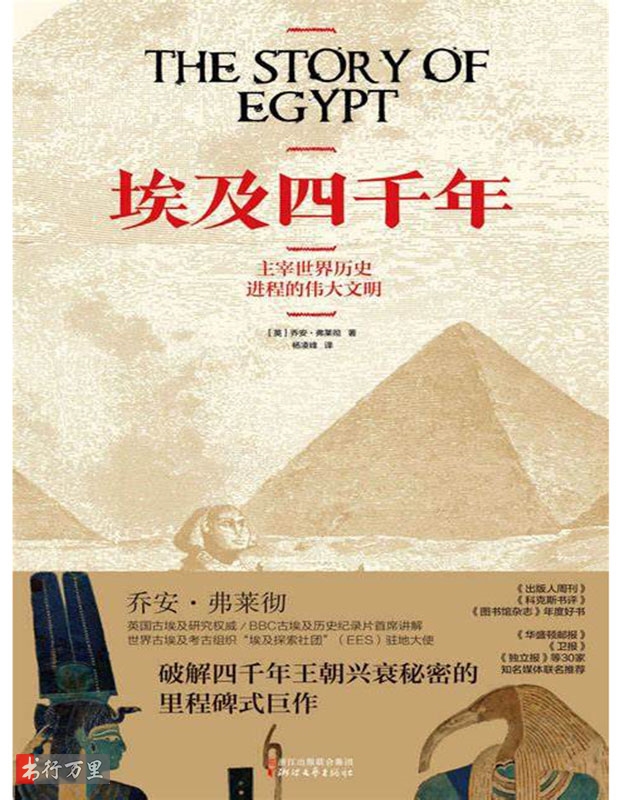 THE STORY OF
EGYPT
埃及四千年
主宰世界历史
进程的伟大文明
［英］乔安·弗莱彻 著
杨凌峰 译
乔安·弗莱彻
英国古埃及研究权威/BBC古埃及历史纪录片首席讲解
世界古埃及考古组织“埃及探索社团”（EES）驻地大使
破解四千年王朝兴衰秘密的
里程碑式巨作
《出版人周刊》
《科克斯书评》
《图书馆杂志》年度好书
《华盛顿邮报》
《卫报》
《独立报》等30家
知名媒体联名推荐
浙江出版联合集团
浙江文艺出版社
书行万里